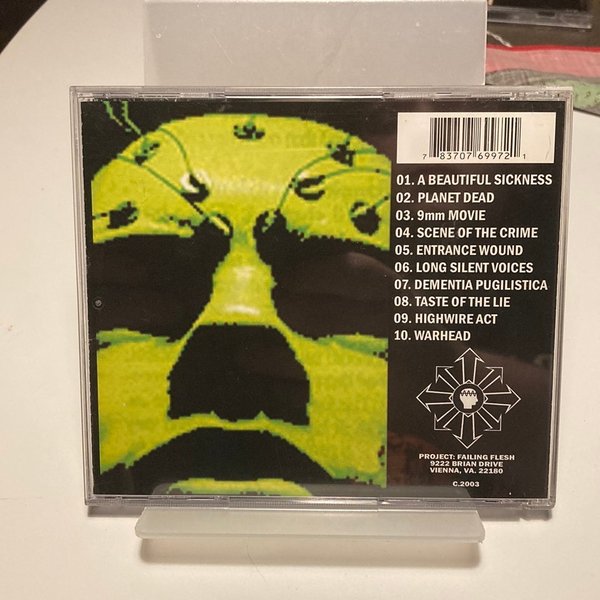 7 83707 69972 1
01. A BEAUTIFUL SICKNESS
02. PLANET DEAD
03. 9mm MOVIE
04. SCENE OF THE CRIME
05. ENTRANCE WOUND
06. LONG SILENT VOICES
07. DEMENTIA PUGILISTICA
08. TASTE OF THE LIE
09. HIGHWIRE ACT
10. WARHEAD
PROJECT: FAILING FLESH
9222 BRIAN DRIVE
VIENNA, VA. 22180
C.2003